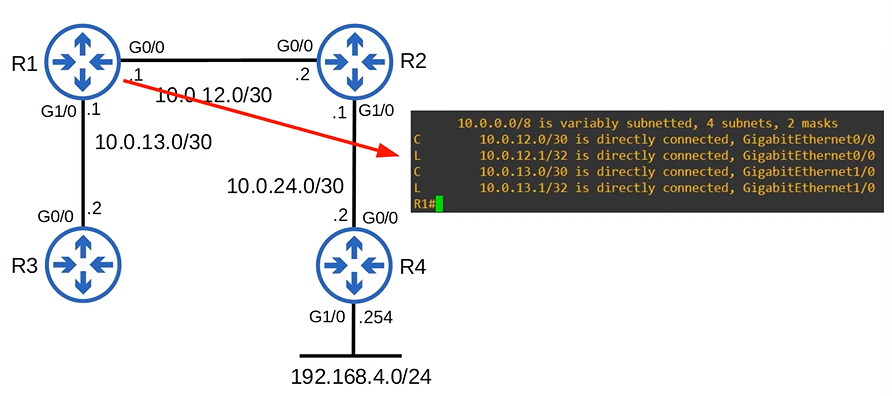 G0/0
G0/0
R1
R2
.1
.2
10.0.12.0/30
G1/0
.1
.1
G1/0
10.0.0.0/8 is variably subnetted, 4 subnets, 2 masks
C 10.0.12.0/30 is directly connected, GigabitEthernet0/0
L 10.0.12.1/32 is directly connected, GigabitEthernet0/0
C 10.0.13.0/30 is directly connected, GigabitEthernet1/0
L 10.0.13.1/32 is directly connected, GigabitEthernet1/0
R1#
10.0.13.0/30
10.0.24.0/30
G0/0
.2
.2
G0/0
R3
R4
G1/0
.254
192.168.4.0/24